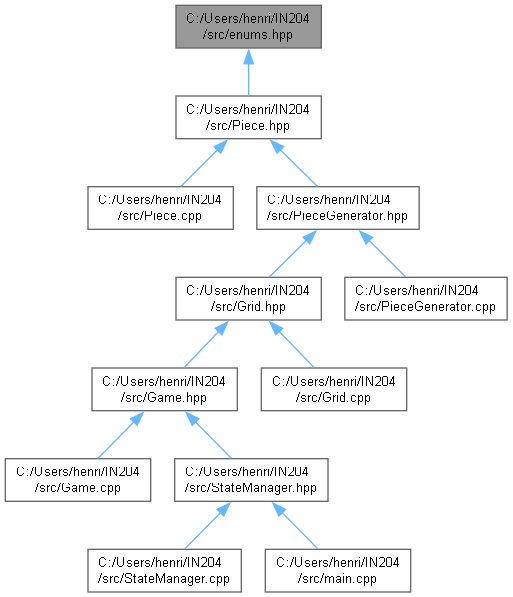 C:/Users/henri/IN204
/src/enums.hpp
C:/Users/henri/IN204
/src/Piece.hpp
C:/Users/henri/IN204
/src/Piece.cpp
C:/Users/henri/IN204
/src/PieceGenerator.hpp
C:/Users/henri/IN204
/src/Grid.hpp
C:/Users/henri/IN204
/src/PieceGenerator.cpp
C:/Users/henri/IN204
/src/Game.hpp
C:/Users/henri/IN204
/src/Grid.cpp
C:/Users/henri/IN204
/src/Game.cpp
C:/Users/henri/IN204
/src/StateManager.hpp
C:/Users/henri/IN204
/src/StateManager.cpp
C:/Users/henri/IN204
/src/main.cpp